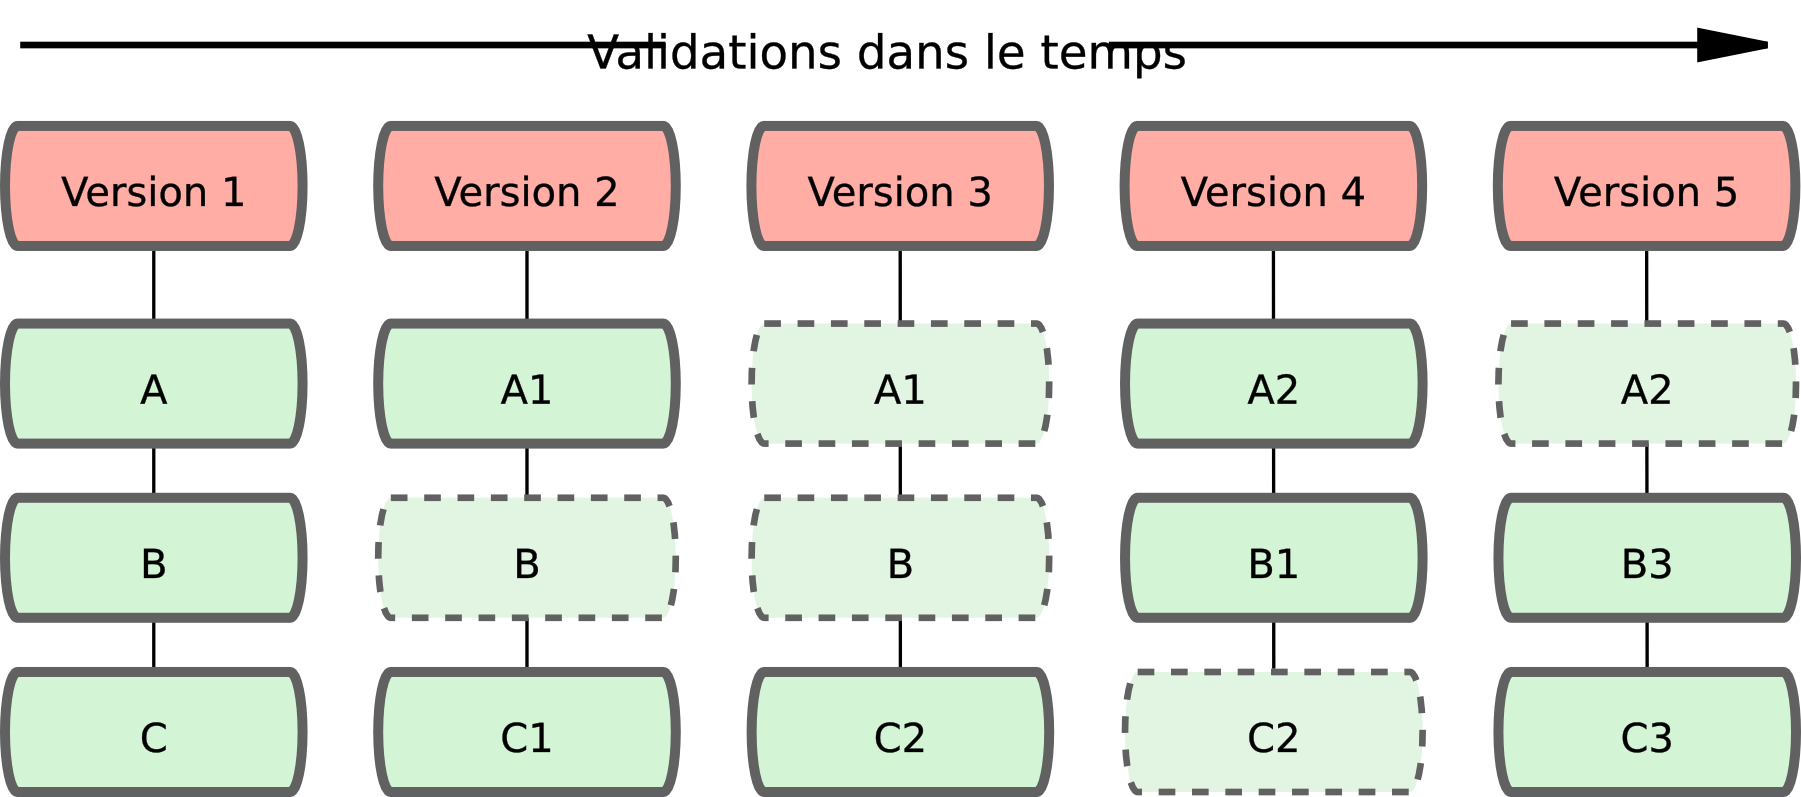 Validations dans le temps
Version 1 Version 2 Version 3 Version 4 Version 5
A A1 A1 A2 A2
B B B B1 B3
C C1 C2 C2 C3